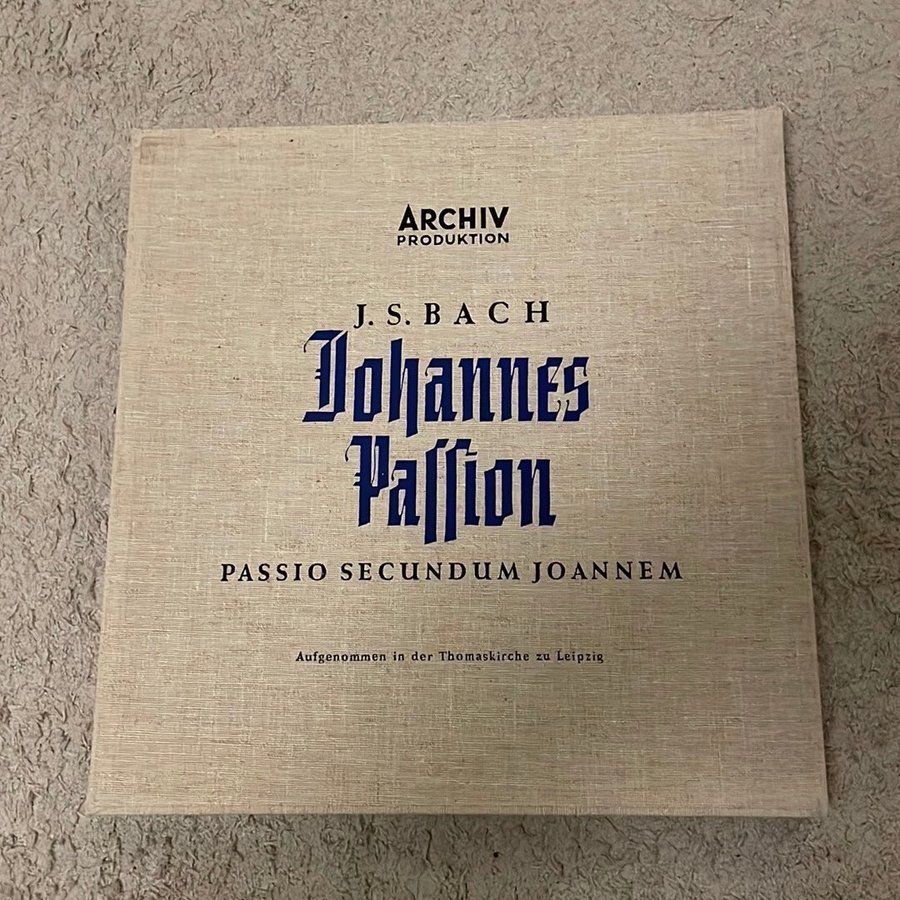 ARCHIV
PRODUKTION
J. S. BACH
Johannes
Paſſion
PASSIO SECUNDUM JOANNEM
Aufgenommen in der Thomaskirche zu Leipzig